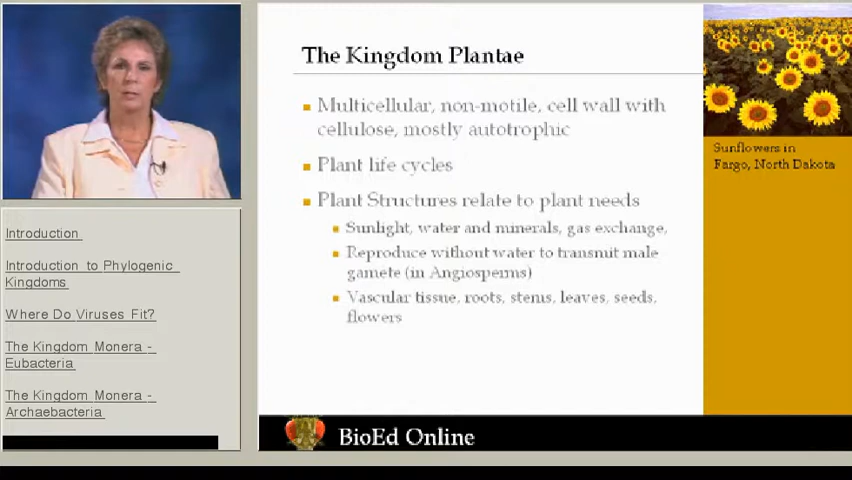 The Kingdom Plantae
Multicellular, non-motile, cell wall with
cellulose, mostly autotrophic
Plant life cycles
Plant Structures relate to plant needs
Sunlight, water and minerals, gas exchange,
Reproduce without water to transmit male
gamete (in Angiosperms)
Vascular tissue, roots, stems, leaves, seeds,
flowers
Sunflowers in
Fargo, North Dakota
Introduction
Introduction to Phylogenic
Kingdoms
Where Do Viruses Fit?
The Kingdom Monera -
Eubacteria
The Kingdom Monera -
Archaebacteria
BioEd Online